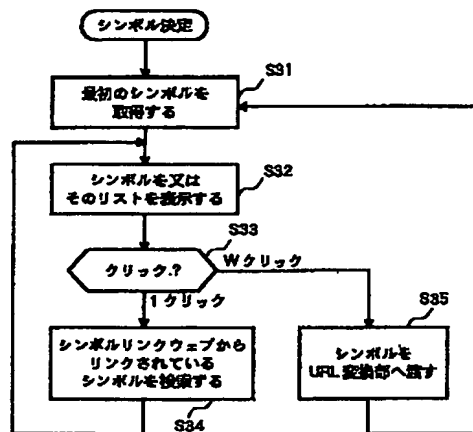 シンボル決定
S31
最初のシンボルを
取得する
S32
シンボルを又は
そのリストを表示する
S33
クリック.?
Wクリック
1クリック
S35
シンボルリンクウェブから
リンクされている
シンボルを検索する
シンボルを
URL変換部へ渡す
S34